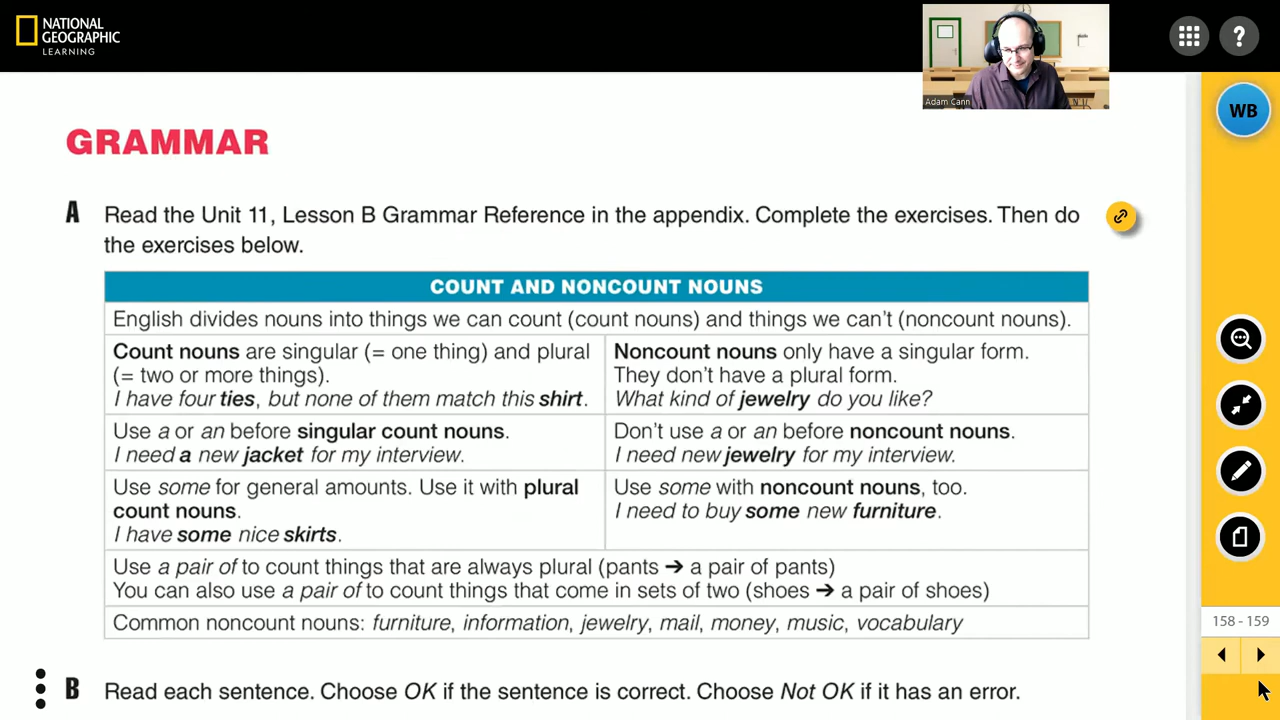 NATIONAL
GEOGRAPHIC
LEARNING
Adam Cann
?
WB
GRAMMAR
A Read the Unit 11, Lesson B Grammar Reference in the appendix. Complete the exercises. Then do
the exercises below.
COUNT AND NONCOUNT NOUNS
English divides nouns into things we can count (count nouns) and things we can't (noncount nouns).
Count nouns are singular (= one thing) and plural
(= two or more things).
I have four ties, but none of them match this shirt.
Noncount nouns only have a singular form.
They don't have a plural form.
What kind of jewelry do you like?
Use a or an before singular count nouns.
I need a new jacket for my interview.
Don't use a or an before noncount nouns.
I need new jewelry for my interview.
Use some for general amounts. Use it with plural
count nouns.
I have some nice skirts.
Use some with noncount nouns, too.
I need to buy some new furniture.
Use a pair of to count things that are always plural (pants ➔ a pair of pants)
You can also use a pair of to count things that come in sets of two (shoes ➔ a pair of shoes)
Common noncount nouns: furniture, information, jewelry, mail, money, music, vocabulary
158 - 159
B Read each sentence. Choose OK if the sentence is correct. Choose Not OK if it has an error.